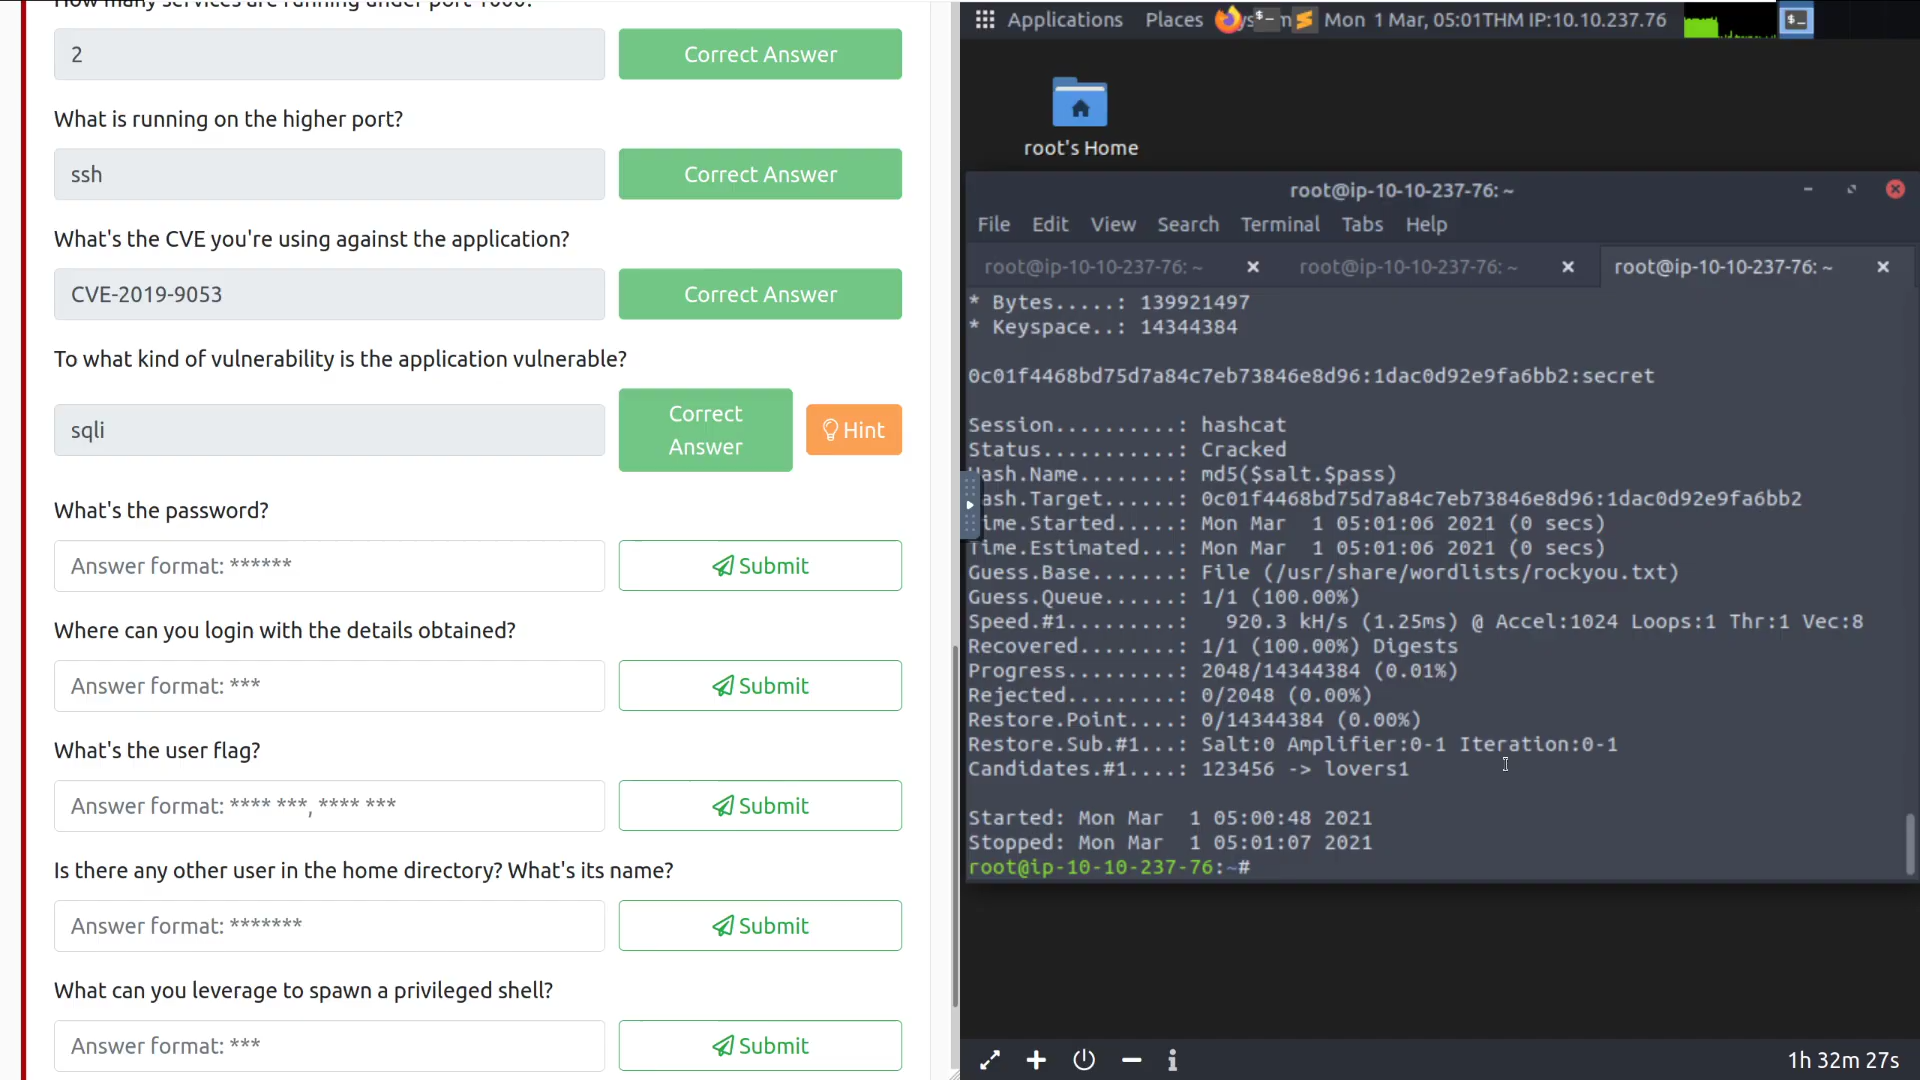 2
Correct Answer
What is running on the higher port?
ssh
Correct Answer
What's the CVE you're using against the application?
CVE-2019-9053
Correct Answer
To what kind of vulnerability is the application vulnerable?
sqli
Correct
Answer
Hint
What's the password?
Answer format: ******
Submit
Where can you login with the details obtained?
Answer format: ***
Submit
What's the user flag?
Answer format: **** ***, **** ***
Submit
Is there any other user in the home directory? What's its name?
Answer format: *******
Submit
What can you leverage to spawn a privileged shell?
Answer format: ***
Submit
Applications Places Mon 1 Mar, 05:01 THM IP:10.10.237.76
root's Home
root@ip-10-10-237-76: ~
File Edit View Search Terminal Tabs Help
root@ip-10-10-237-76: ~ root@ip-10-10-237-76: ~ root@ip-10-10-237-76: ~
* Bytes.....: 139921497
* Keyspace..: 14344384
0c01f4468bd75d7a84c7eb73846e8d96:1dac0d92e9fa6bb2:secret
Session..........: hashcat
Status...........: Cracked
Hash.Name........: md5($salt.$pass)
Hash.Target......: 0c01f4468bd75d7a84c7eb73846e8d96:1dac0d92e9fa6bb2
Time.Started.....: Mon Mar  1 05:01:06 2021 (0 secs)
Time.Estimated...: Mon Mar  1 05:01:06 2021 (0 secs)
Guess.Base.......: File (/usr/share/wordlists/rockyou.txt)
Guess.Queue......: 1/1 (100.00%)
Speed.#1.........:   920.3 kH/s (1.25ms) @ Accel:1024 Loops:1 Thr:1 Vec:8
Recovered........: 1/1 (100.00%) Digests
Progress.........: 2048/14344384 (0.01%)
Rejected.........: 0/2048 (0.00%)
Restore.Point....: 0/14344384 (0.00%)
Restore.Sub.#1...: Salt:0 Amplifier:0-1 Iteration:0-1
Candidates.#1....: 123456 -> lovers1
Started: Mon Mar  1 05:00:48 2021
Stopped: Mon Mar  1 05:01:07 2021
root@ip-10-10-237-76:~#
1h 32m 27s